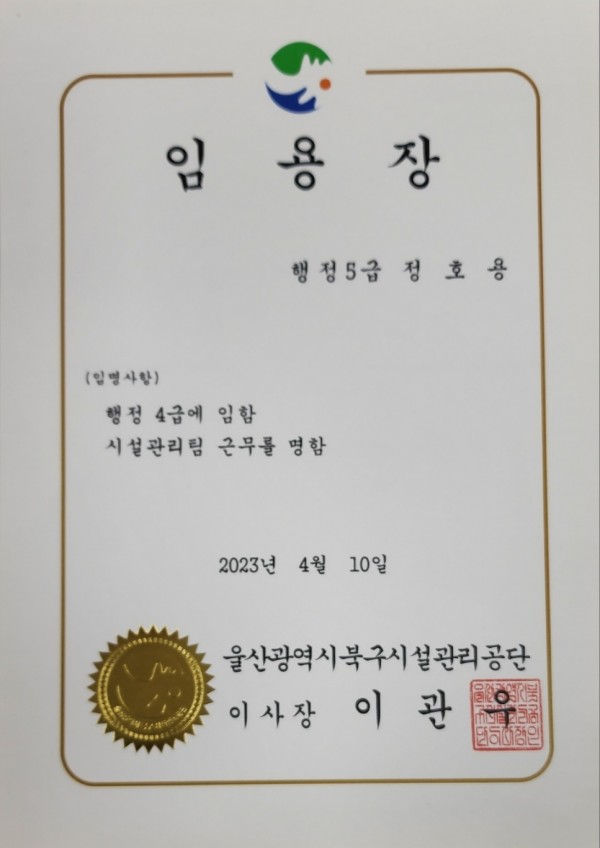 임 용 장
행정5급 정 호 용
(임명사항)
행정 4급에 임함
시설관리팀 근무를 명함
2023년 4월 10일
울산광역시북구시설관리공단
이사장 이 관 우